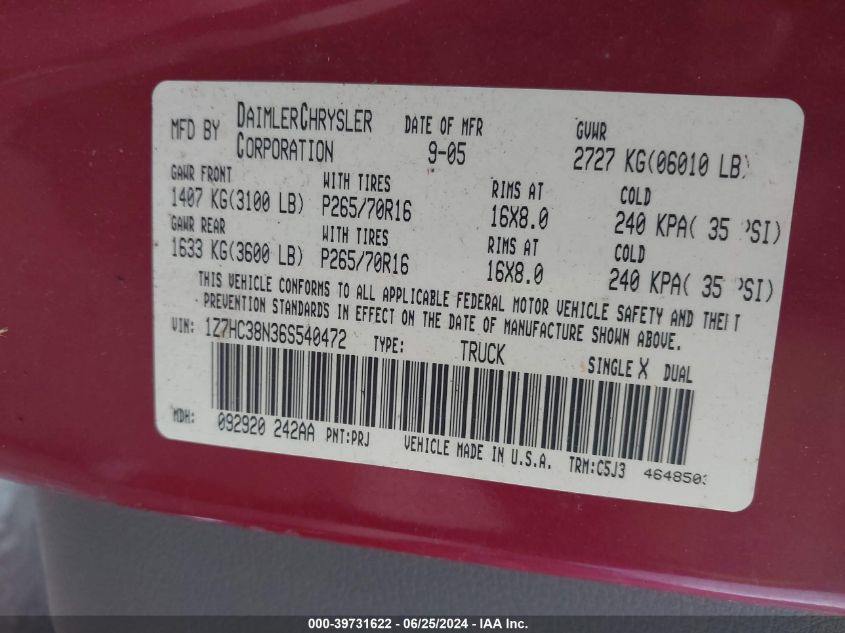 MFD BY DAIMLERCHRYSLER CORPORATION DATE OF MFR 9-05 GVWR 2727 KG(06010 LB)
GAWR FRONT WITH TIRES RIMS AT COLD
1407 KG(3100 LB) P265/70R16 16X8.0 240 KPA( 35 PSI)
GAWR REAR WITH TIRES RIMS AT COLD
1633 KG(3600 LB) P265/70R16 16X8.0 240 KPA( 35 PSI)
THIS VEHICLE CONFORMS TO ALL APPLICABLE FEDERAL MOTOR VEHICLE SAFETY AND THEFT
PREVENTION STANDARDS IN EFFECT ON THE DATE OF MANUFACTURE SHOWN ABOVE.
VIN: 1Z7HC38N36S540472 TYPE: TRUCK SINGLE X DUAL
MDH: 092920 242AA PNT:PRJ VEHICLE MADE IN U.S.A. TRM:C5J3 4648503
000-39731622 - 06/25/2024 - IAA Inc.